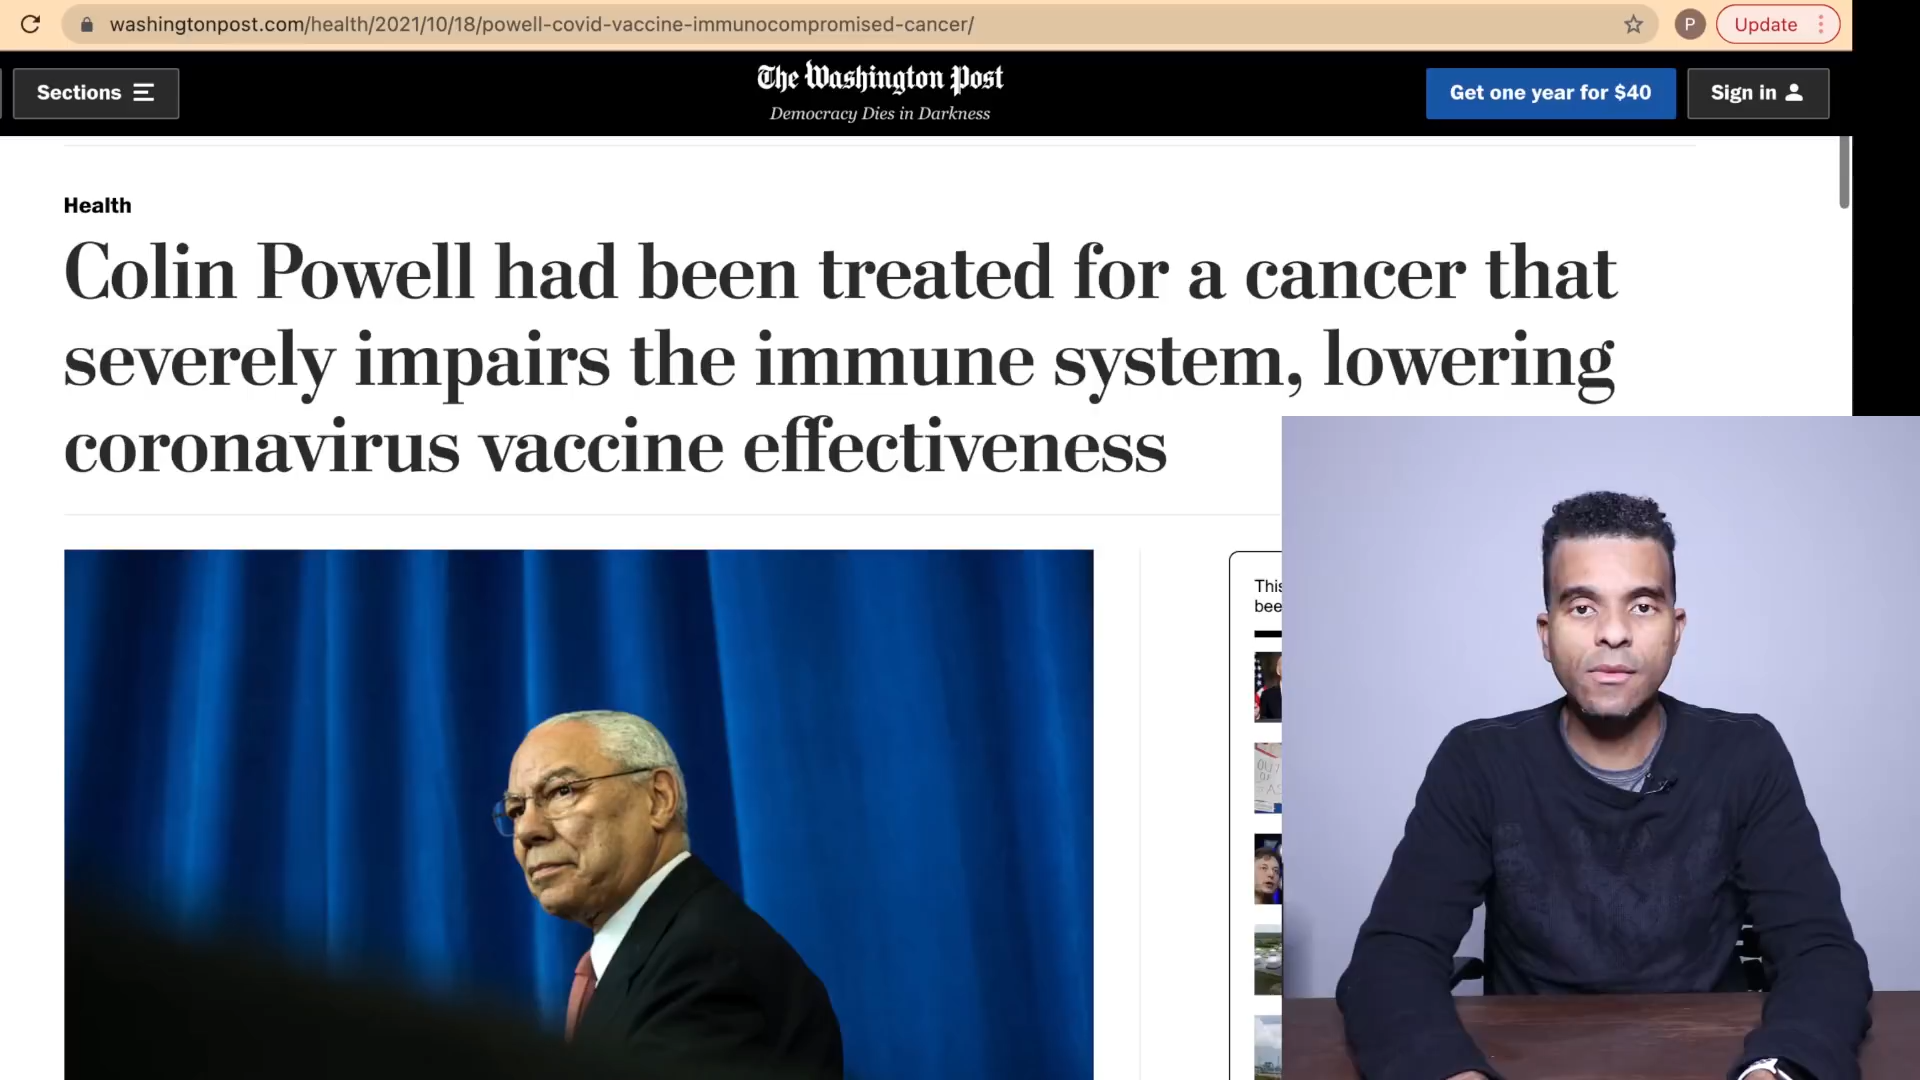 washingtonpost.com/health/2021/10/18/powell-covid-vaccine-immunocompromised-cancer/
P
Update
Sections
The Washington Post
Democracy Dies in Darkness
Get one year for $40
Sign in
Health
Colin Powell had been treated for a cancer that
severely impairs the immune system, lowering
coronavirus vaccine effectiveness
This
bee
OUT
OF